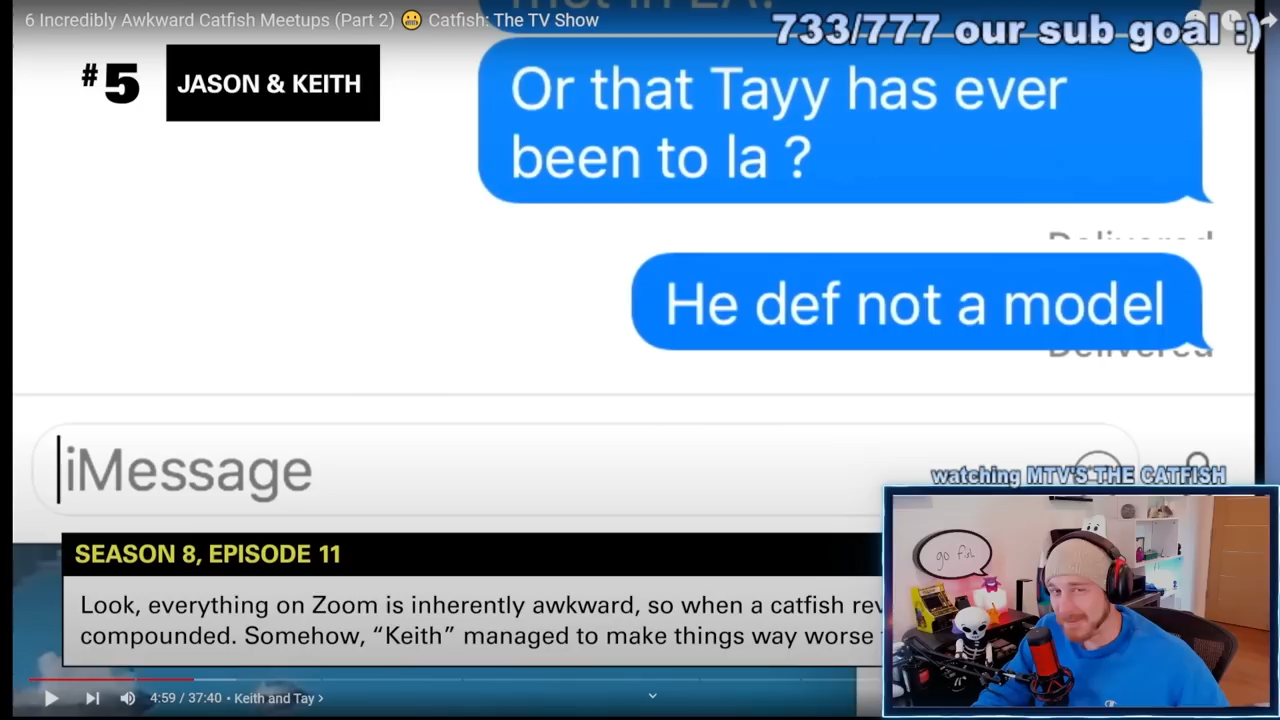 6 Incredibly Awkward Catfish Meetups (Part 2) 😬 Catfish: The TV Show
733/777 our sub goal :)
#5
JASON & KEITH
Or that Tayy has ever
been to la ?
Delivered
He def not a model
Delivered
iMessage
watching MTV'S THE CATFISH
go fish
SEASON 8, EPISODE 11
Look, everything on Zoom is inherently awkward, so when a catfish rev
compounded. Somehow, “Keith” managed to make things way worse
4:59 / 37:40 • Keith and Tay >